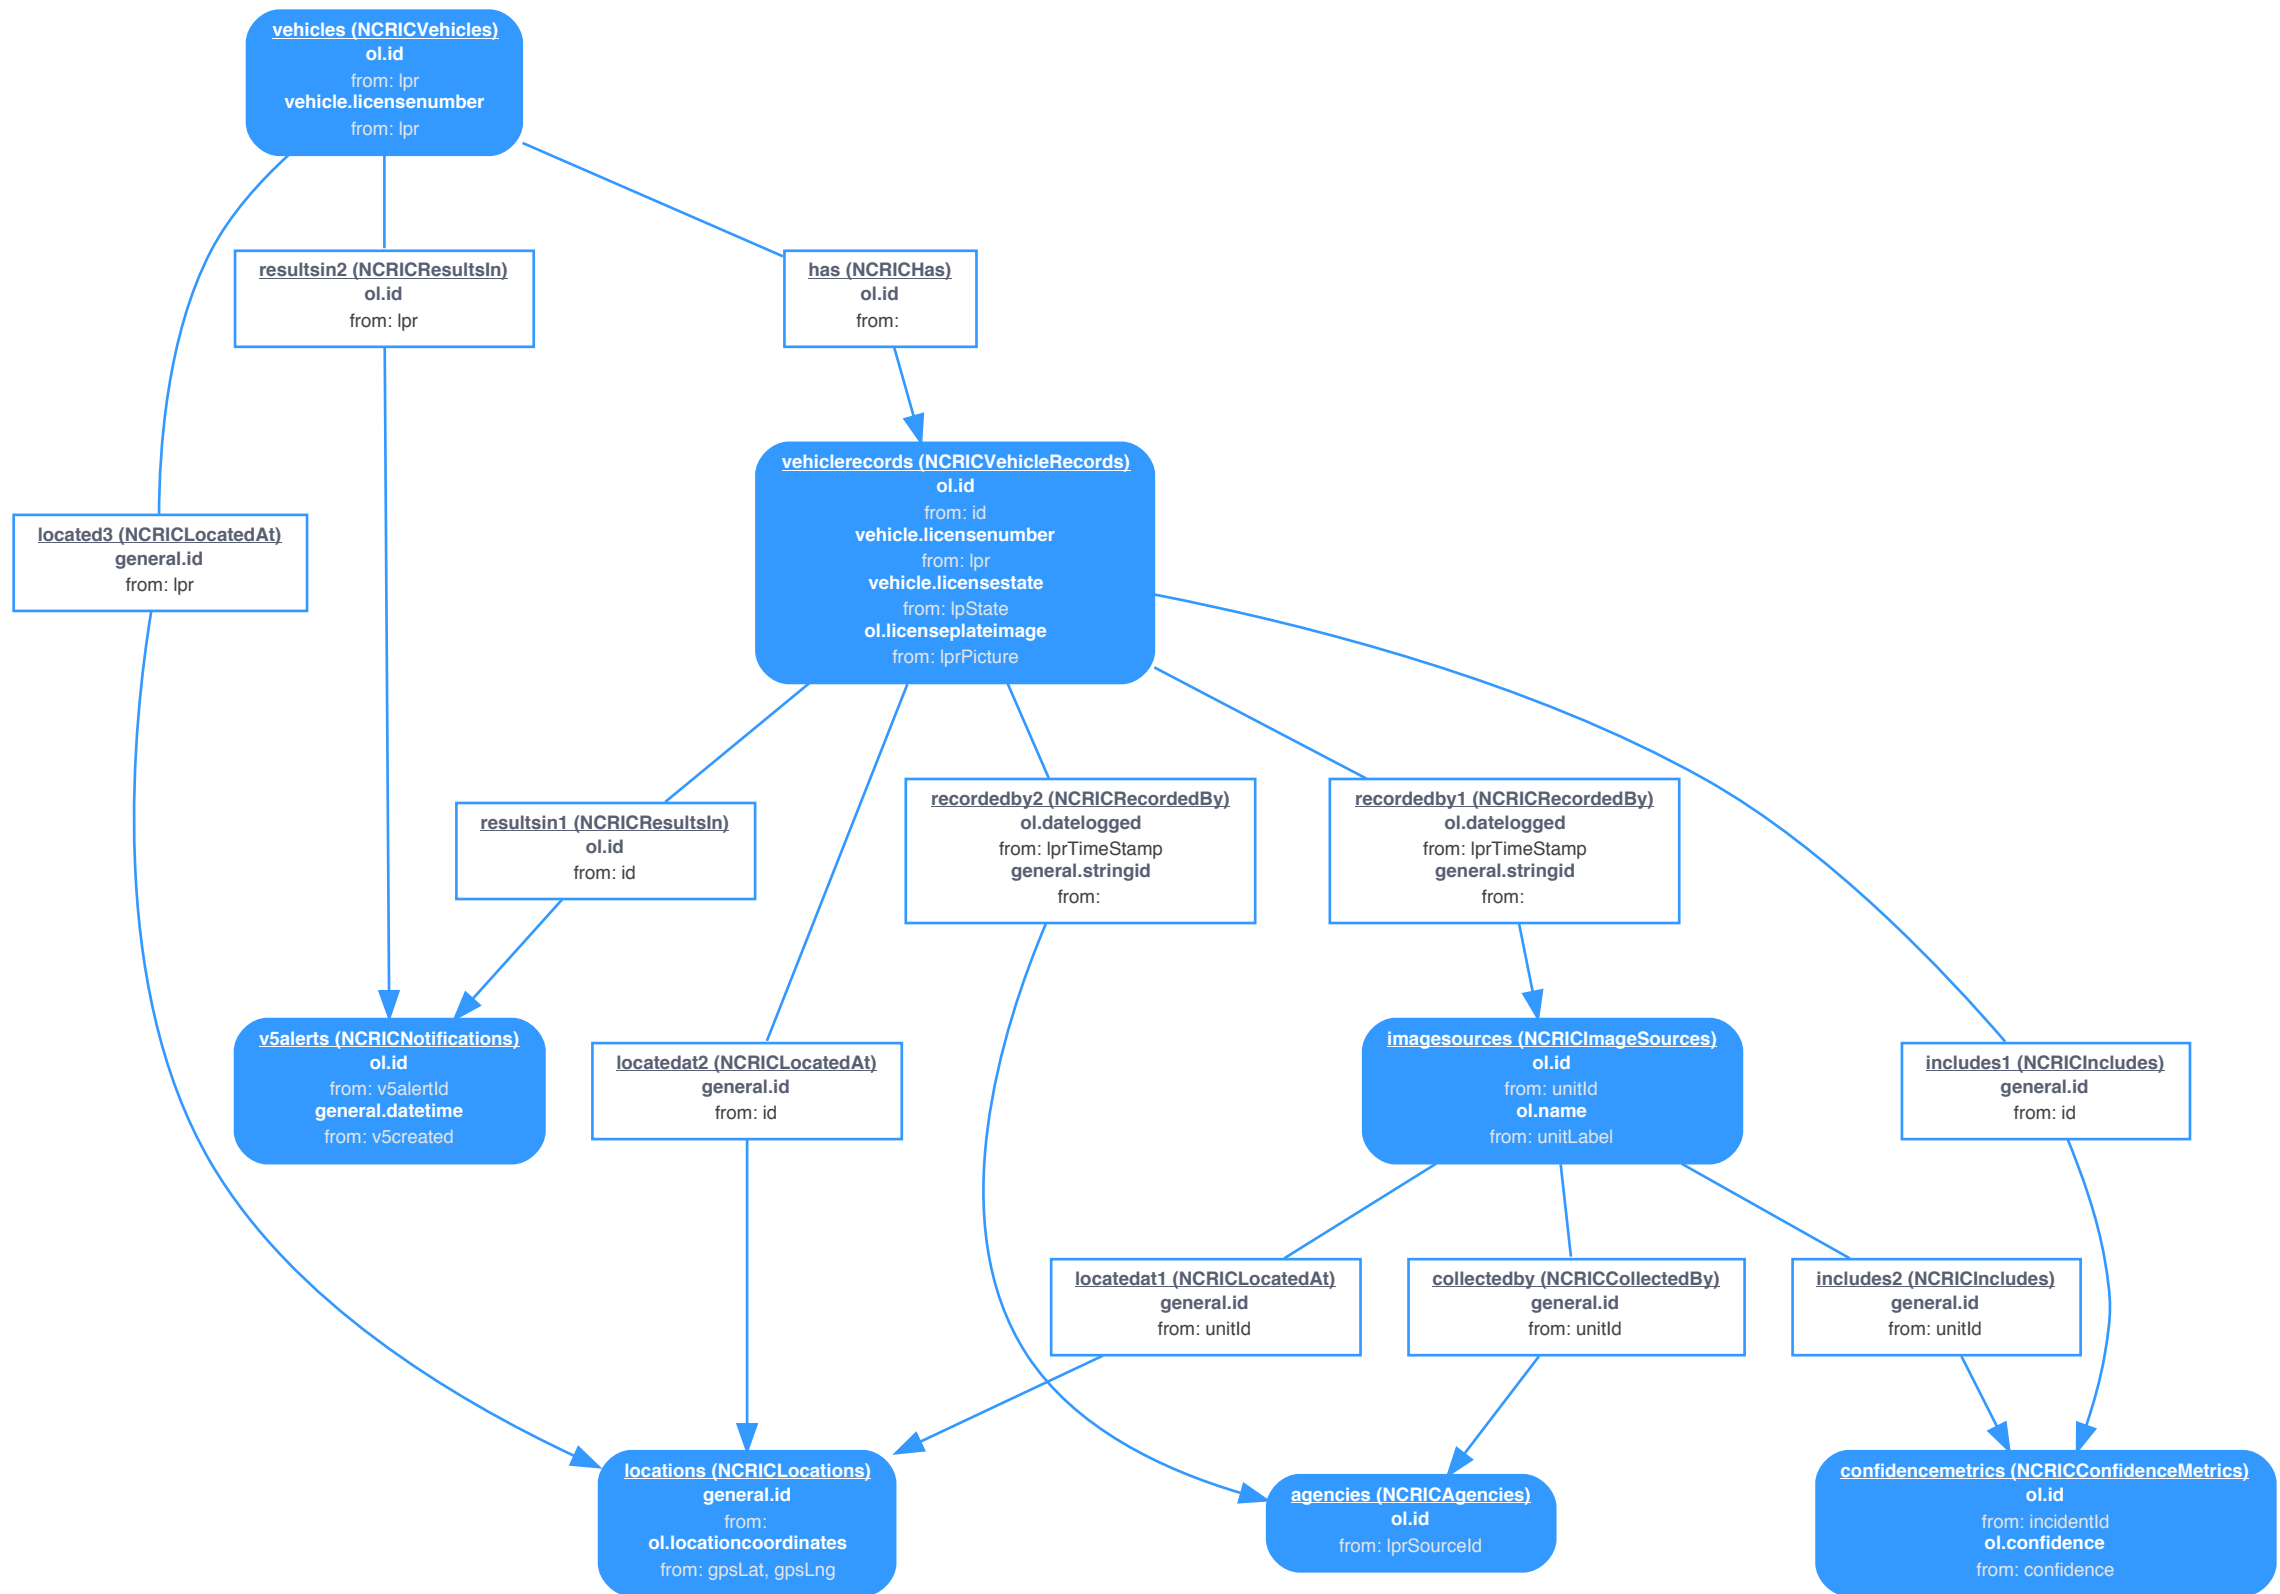 vehicles (NCRICVehicles)
ol.id
from: lpr
vehicle.licensenumber
from: lpr
resultsin2 (NCRICResultsIn)
ol.id
from: lpr
has (NCRICHas)
ol.id
from:
vehiclerecords (NCRICVehicleRecords)
ol.id
from: id
vehicle.licensenumber
from: lpr
vehicle.licensestate
from: lpState
ol.licenseplateimage
from: lprPicture
located3 (NCRICLocatedAt)
general.id
from: lpr
resultsin1 (NCRICResultsIn)
ol.id
from: id
recordedby2 (NCRICRecordedBy)
ol.datelogged
from: lprTimeStamp
general.stringid
from:
recordedby1 (NCRICRecordedBy)
ol.datelogged
from: lprTimeStamp
general.stringid
from:
v5alerts (NCRICNotifications)
ol.id
from: v5alertId
general.datetime
from: v5created
locatedat2 (NCRICLocatedAt)
general.id
from: id
imagesources (NCRICImageSources)
ol.id
from: unitId
ol.name
from: unitLabel
includes1 (NCRICIncludes)
general.id
from: id
locatedat1 (NCRICLocatedAt)
general.id
from: unitId
collectedby (NCRICCollectedBy)
general.id
from: unitId
includes2 (NCRICIncludes)
general.id
from: unitId
locations (NCRICLocations)
general.id
from:
ol.locationcoordinates
from: gpsLat, gpsLng
agencies (NCRICAgencies)
ol.id
from: lprSourceId
confidencemetrics (NCRICConfidenceMetrics)
ol.id
from: incidentId
ol.confidence
from: confidence